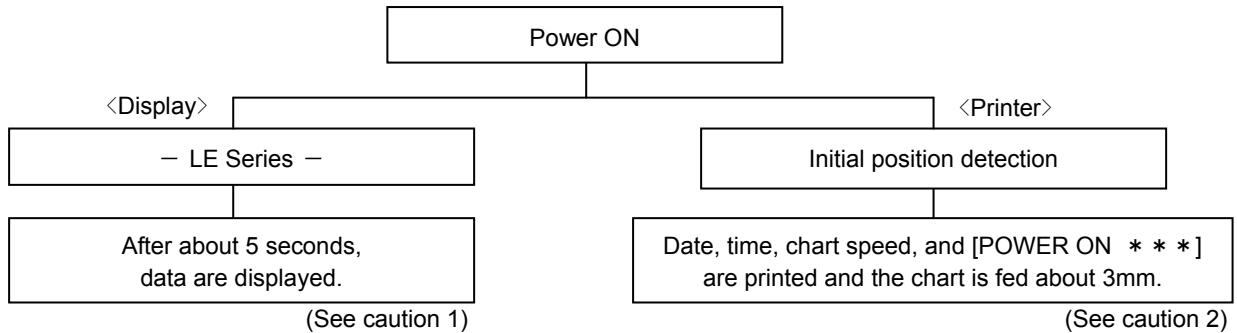 Power ON
〈Display〉
〈Printer〉
－ LE Series －
Initial position detection
After about 5 seconds,
data are displayed.
Date, time, chart speed, and [POWER ON ＊＊＊]
are printed and the chart is fed about 3mm.
(See caution 1)
(See caution 2)